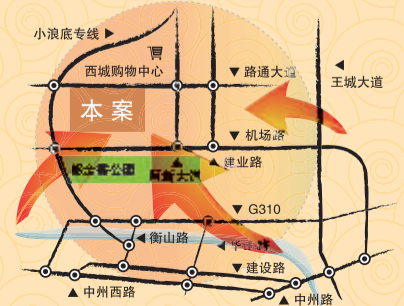 小浪底专线
西城购物中心
路通大道
王城大道
本案
机场路
建业路
G310
衡山路
建设路
中州西路
中州路